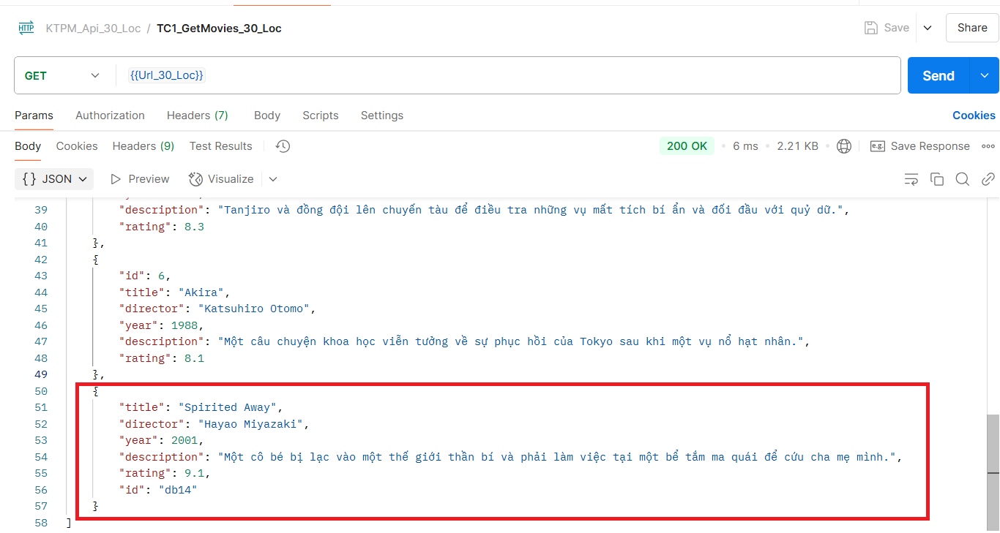 HTTP KTPM_Api_30_Loc / TC1_GetMovies_30_Loc Save Share
GET {{Url_30_Loc}} Send
Params Authorization Headers (7) Body Scripts Settings Cookies
Body Cookies Headers (9) Test Results 200 OK • 6 ms • 2.21 KB • e.g. Save Response
{} JSON Preview Visualize
39 "description": "Tanjiro và đồng đội lên chuyến tàu để điều tra những vụ mất tích bí ẩn và đối đầu với quỷ dữ.",
40 "rating": 8.3
41 },
42 {
43 "id": 6,
44 "title": "Akira",
45 "director": "Katsuhiro Otomo",
46 "year": 1988,
47 "description": "Một câu chuyện khoa học viễn tưởng về sự phục hồi của Tokyo sau khi một vụ nổ hạt nhân.",
48 "rating": 8.1
49 },
50 {
51 "title": "Spirited Away",
52 "director": "Hayao Miyazaki",
53 "year": 2001,
54 "description": "Một cô bé bị lạc vào một thế giới thần bí và phải làm việc tại một bể tắm ma quái để cứu cha mẹ mình.",
55 "rating": 9.1,
56 "id": "db14"
57 }
58 ]